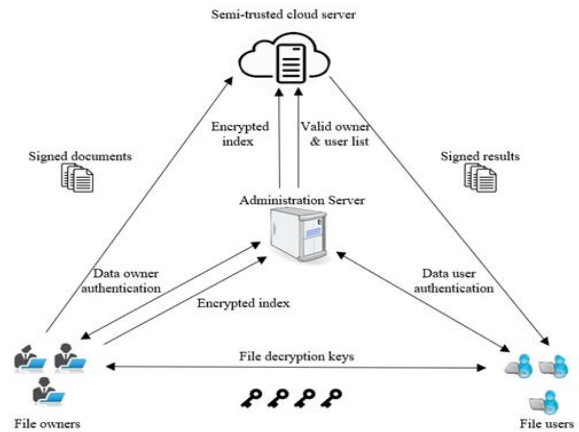 Semi-trusted cloud server
Encrypted
index
Valid owner
& user list
Signed documents
Signed results
Administration Server
Data owner
authentication
Encrypted index
Data user
authentication
File decryption keys
File owners
File users